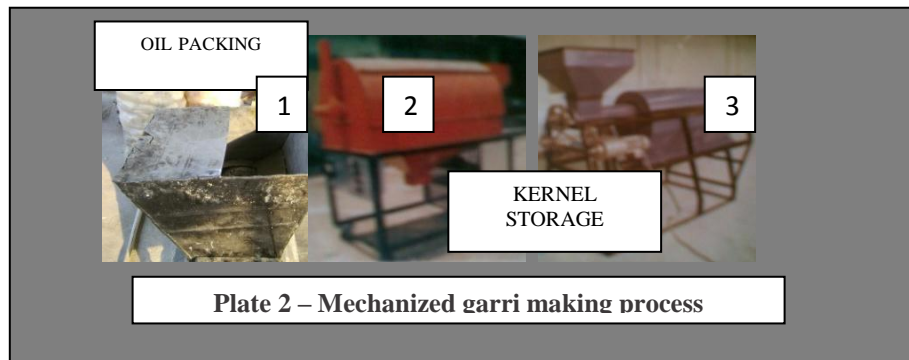 OIL PACKING
1
2
3
KERNEL
STORAGE
Plate 2 – Mechanized garri making process